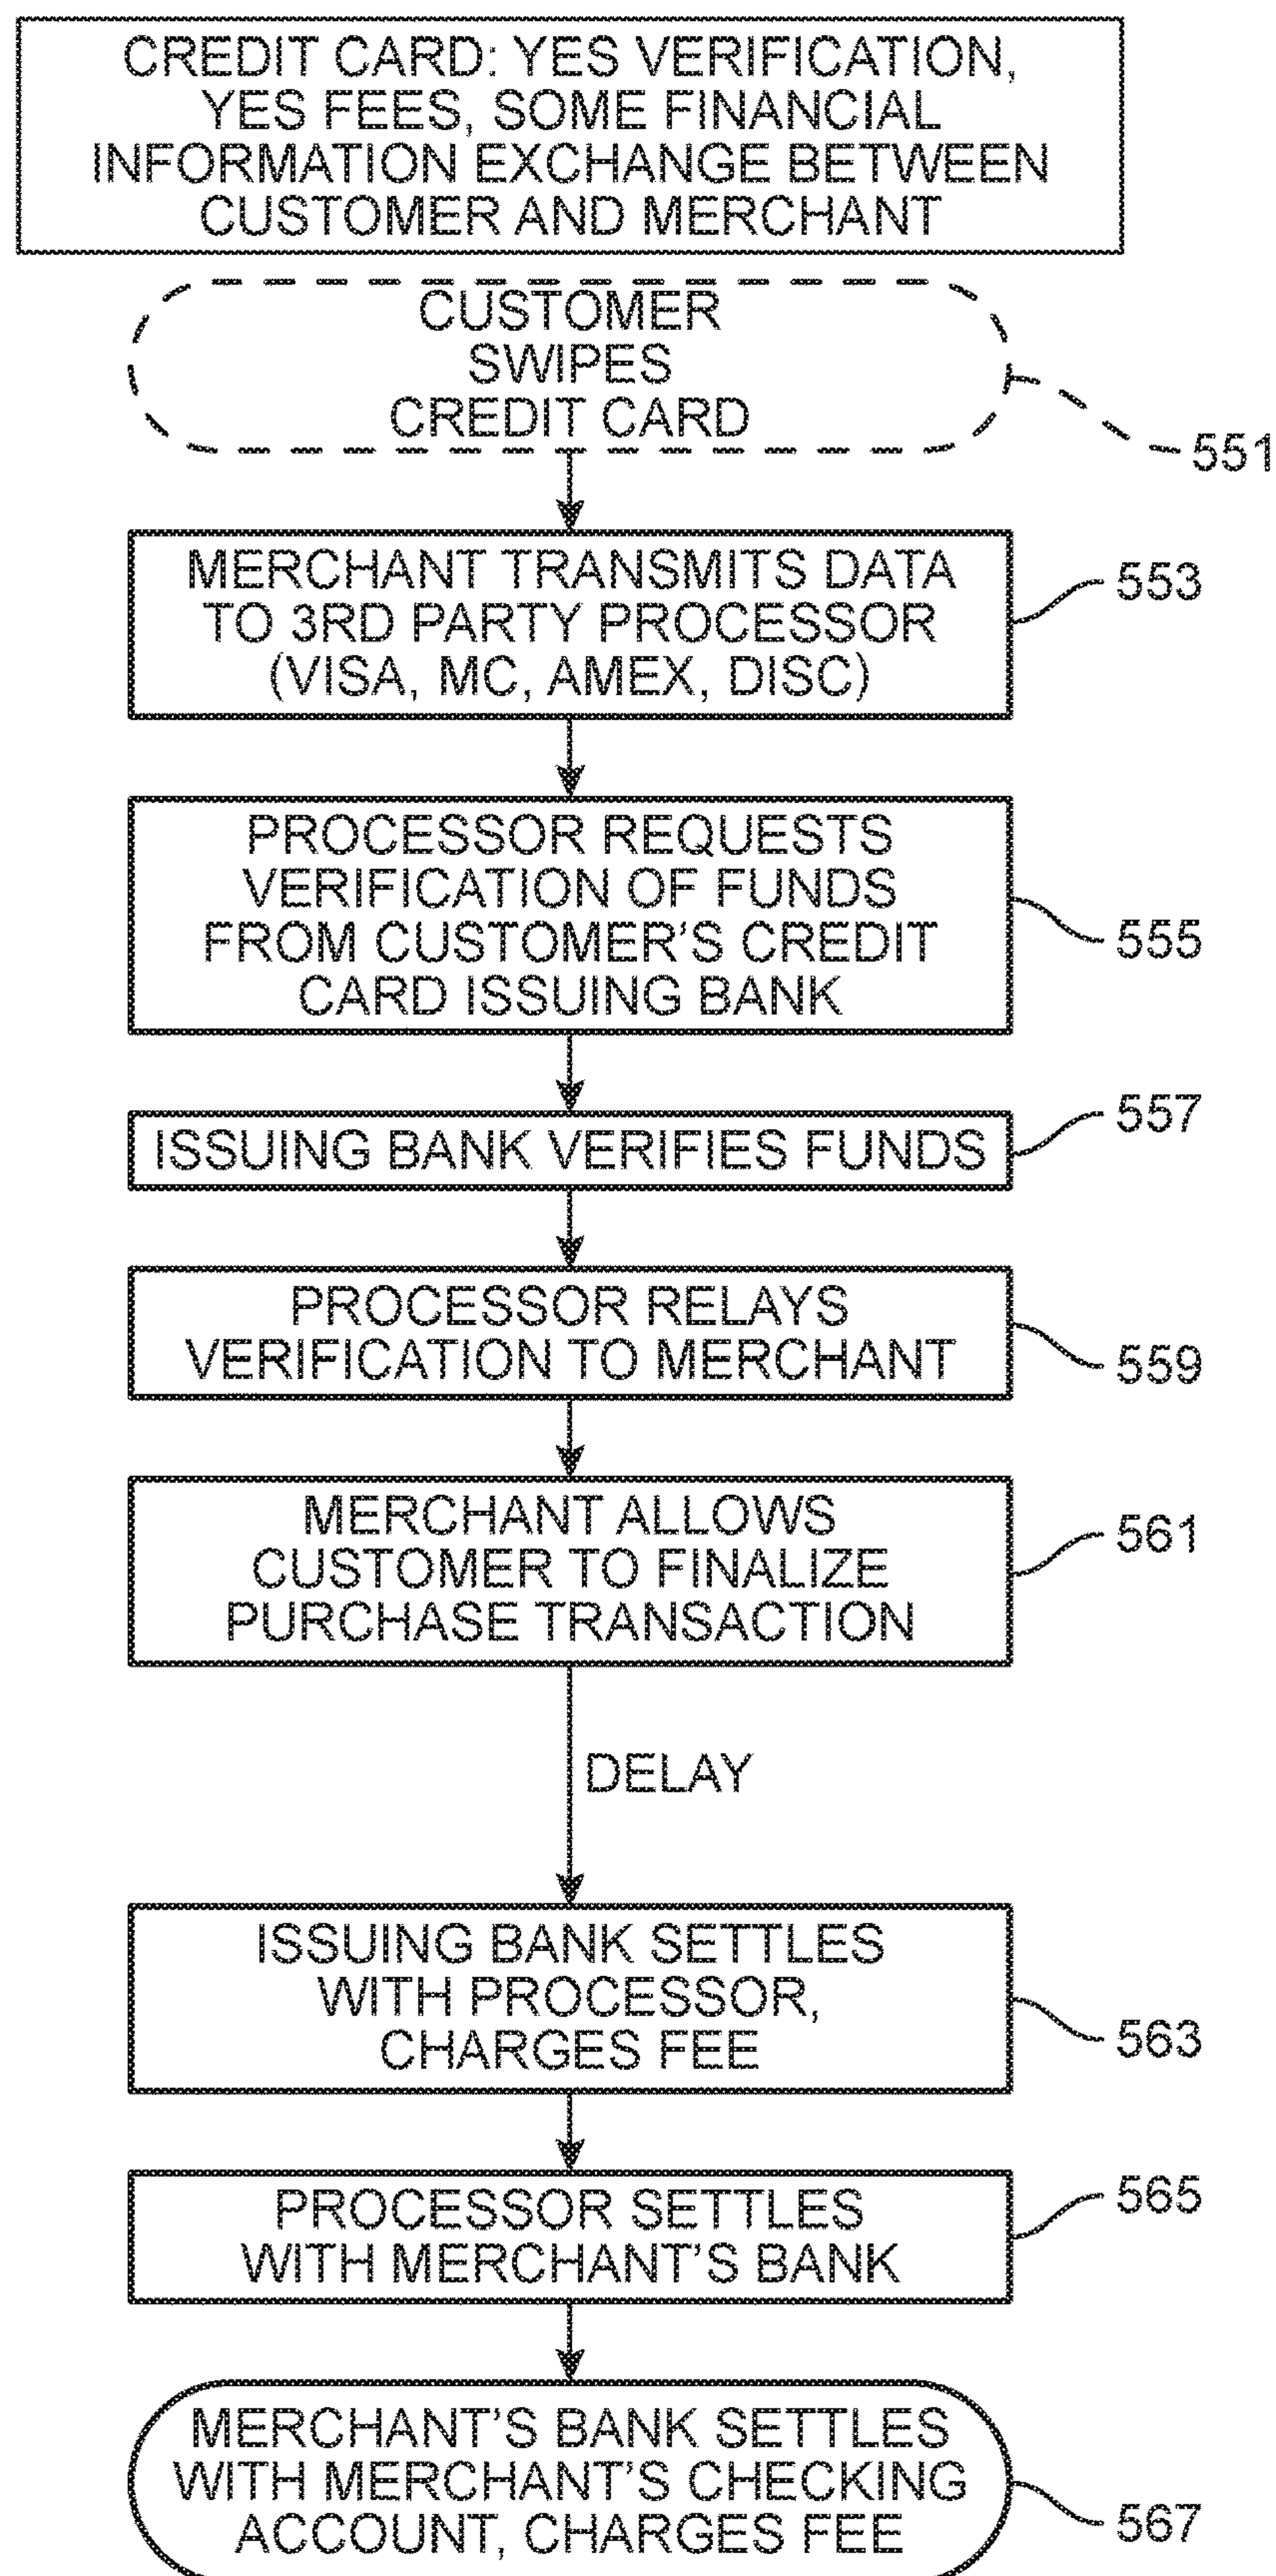 CREDIT CARD: YES VERIFICATION,
YES FEES, SOME FINANCIAL
INFORMATION EXCHANGE BETWEEN
CUSTOMER AND MERCHANT
CUSTOMER
SWIPES
CREDIT CARD
551
MERCHANT TRANSMITS DATA
TO 3RD PARTY PROCESSOR
(VISA, MC, AMEX, DISC)
553
PROCESSOR REQUESTS
VERIFICATION OF FUNDS
FROM CUSTOMER'S CREDIT
CARD ISSUING BANK
555
ISSUING BANK VERIFIES FUNDS
557
PROCESSOR RELAYS
VERIFICATION TO MERCHANT
559
MERCHANT ALLOWS
CUSTOMER TO FINALIZE
PURCHASE TRANSACTION
561
DELAY
ISSUING BANK SETTLES
WITH PROCESSOR,
CHARGES FEE
563
PROCESSOR SETTLES
WITH MERCHANT'S BANK
565
MERCHANT'S BANK SETTLES
WITH MERCHANT'S CHECKING
ACCOUNT, CHARGES FEE
567